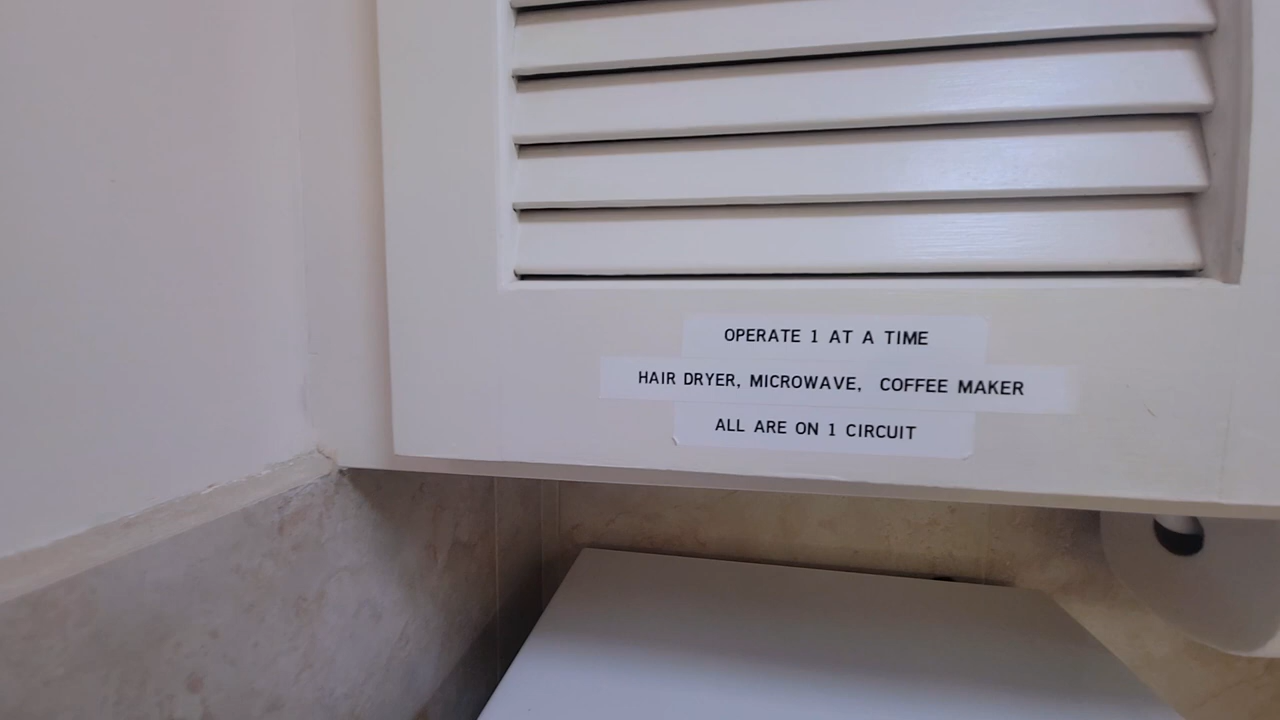 OPERATE 1 AT A TIME
HAIR DRYER, MICROWAVE, COFFEE MAKER
ALL ARE ON 1 CIRCUIT